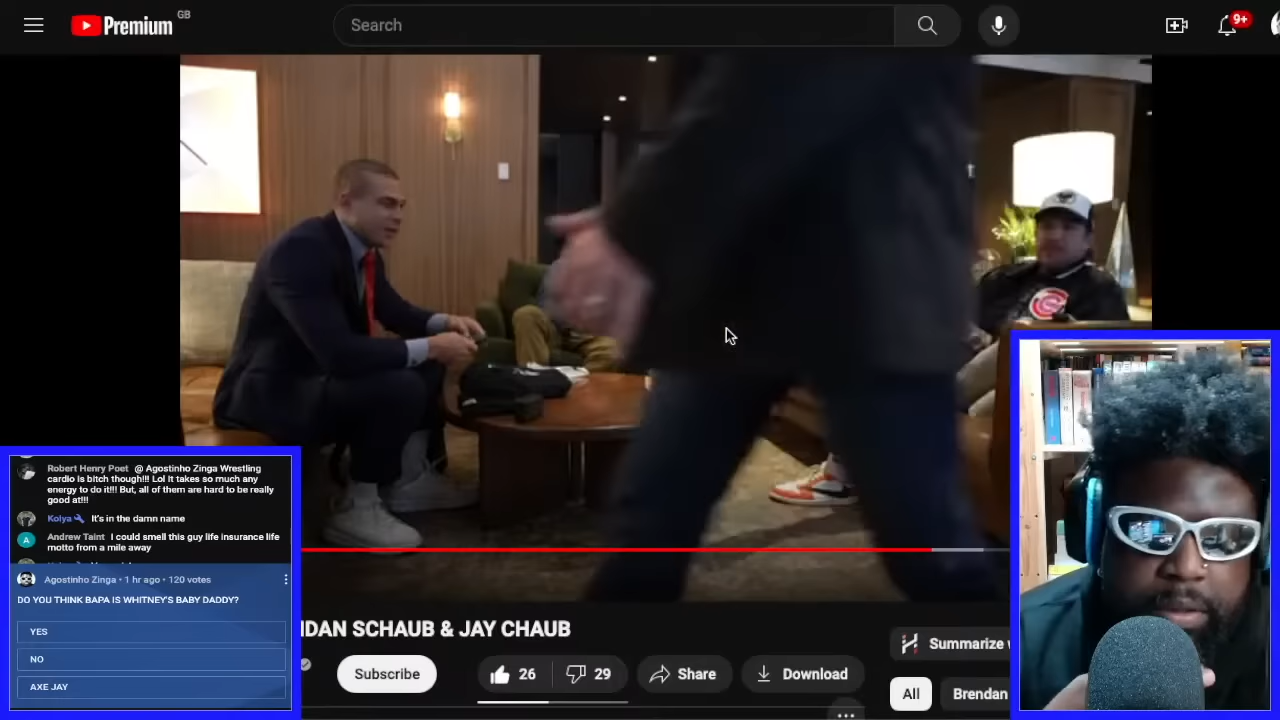 Premium GB
Search
9+
Robert Henry Poet @ Agostinho Zinga Wrestling
cardio is bitch though!!! Lol It takes so much any
energy to do it!!! But, all of them are hard to be really
good at!!!
Kolya It's in the damn name
A
Andrew Taint I could smell this guy life insurance life
motto from a mile away
Agostinho Zinga • 1 hr ago • 120 votes
DO YOU THINK BAPA IS WHITNEY'S BABY DADDY?
YES
NO
AXE JAY
IDAN SCHAUB & JAY CHAUB
Subscribe
26
29
Share
Download
Summarize
All
Brendan